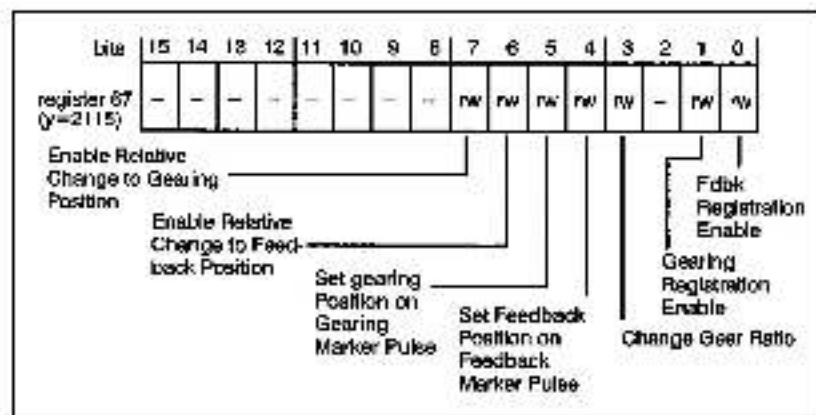 bits 15 14 13 12 11 10 9 8 7 6 5 4 3 2 1 0
register 67 - - - - - - - - rw rw rw rw rw - rw rw
(y=2115)
Enable Relative
Change to Gearing
Position
Enable Relative
Change to Feed-
back Position
Set gearing
Position on
Gearing
Marker Pulse
Set Feedback
Position on
Feedback
Marker Pulse
Change Gear Ratio
Gearing
Registration
Enable
Fdbk
Registration
Enable